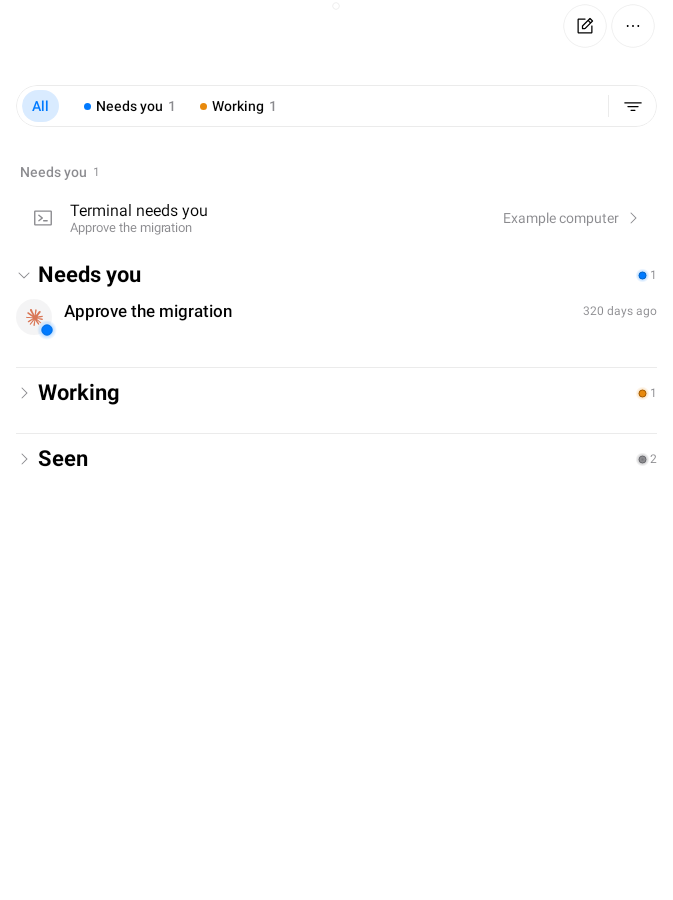 All
Needs you 1
Working 1
Needs you 1
Terminal needs you
Approve the migration
Example computer
Needs you
1
Approve the migration
320 days ago
Working
1
Seen
2